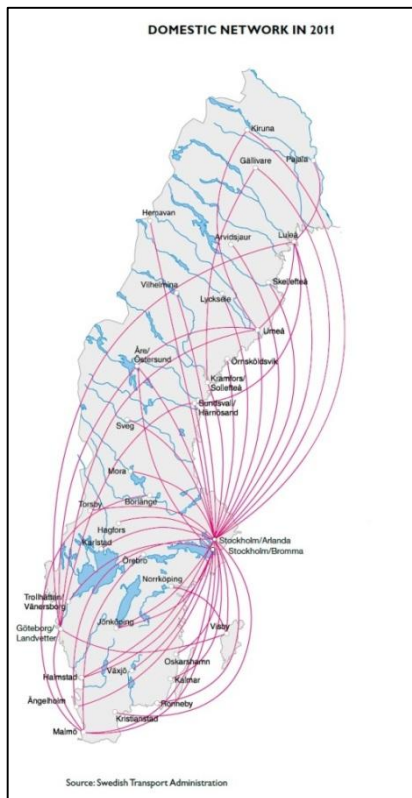 DOMESTIC NETWORK IN 2011
Kiruna
Gällivare
Pajala
Hemavan
Arvidsjaur
Luleå
Vilhelmina
Skellefteå
Lycksele
Umeå
Åre/
Östersund
Örnsköldsvik
Kramfors/
Sollefteå
Sundsvall/
Härnösand
Sveg
Mora
Torsby
Borlänge
Hagfors
Karlstad
Stockholm/Arlanda
Stockholm/Bromma
Örebro
Norrköping
Trollhättan/
Vänersborg
Jönköping
Göteborg/
Landvetter
Visby
Oskarshamn
Halmstad
Växjö
Kalmar
Ängelholm
Ronneby
Kristianstad
Malmö
Source: Swedish Transport Administration